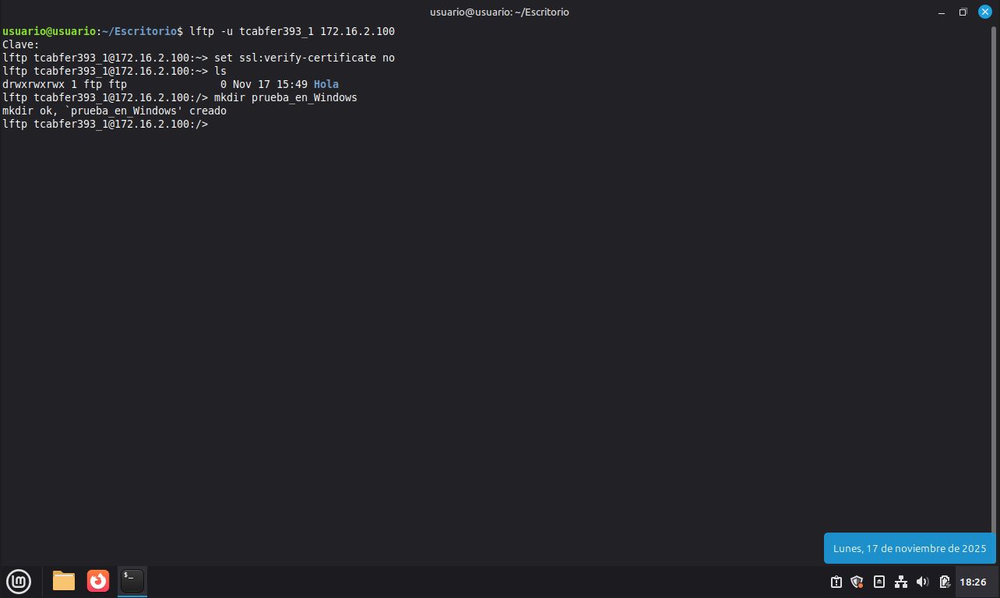 usuario@usuario: ~/Escritorio
usuario@usuario:~/Escritorio$ lftp -u tcabfer393_1 172.16.2.100
Clave:
lftp tcabfer393_1@172.16.2.100:~> set ssl:verify-certificate no
lftp tcabfer393_1@172.16.2.100:~> ls
drwxrwxrwx 1 ftp ftp               0 Nov 17 15:49 Hola
lftp tcabfer393_1@172.16.2.100:/> mkdir prueba_en_Windows
mkdir ok, `prueba_en_Windows' creado
lftp tcabfer393_1@172.16.2.100:/>
Lunes, 17 de noviembre de 2025
18:26